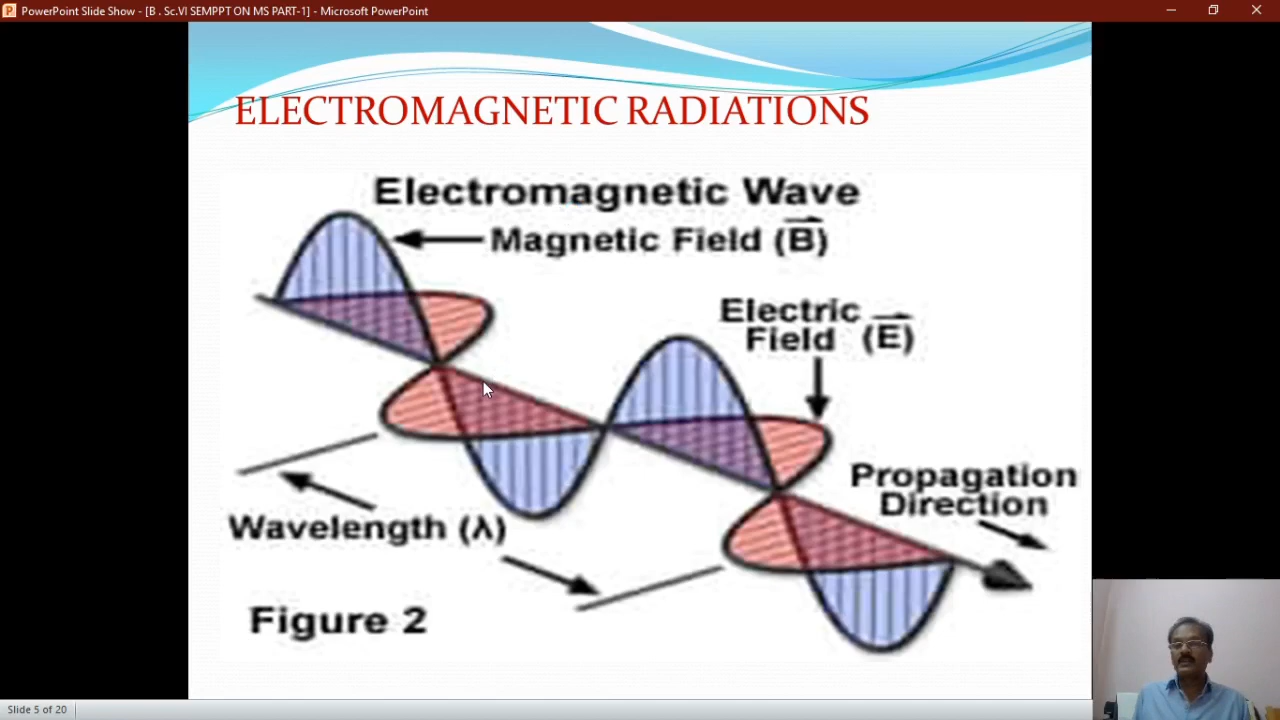 PowerPoint Slide Show - [B . Sc.VI SEMPPT ON MS PART-1] - Microsoft PowerPoint
ELECTROMAGNETIC RADIATIONS
Electromagnetic Wave
Magnetic Field (B)
Electric
Field (E)
Propagation
Direction
Wavelength (λ)
Figure 2
Slide 5 of 20